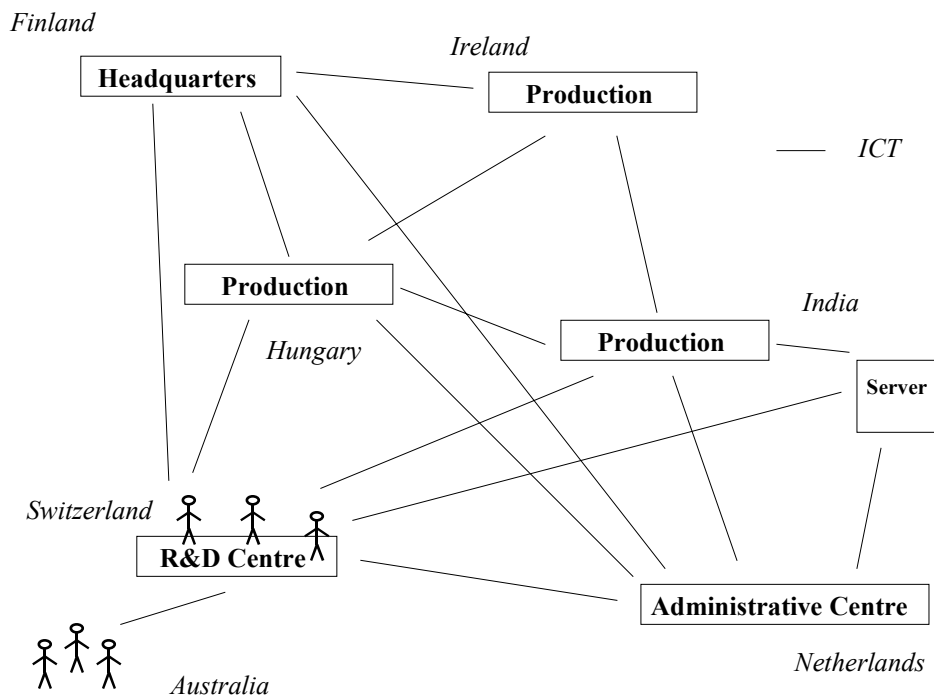 Finland
Ireland
Headquarters
Production
ICT
Production
India
Hungary
Production
Server
Switzerland
R&D Centre
Administrative Centre
Netherlands
Australia